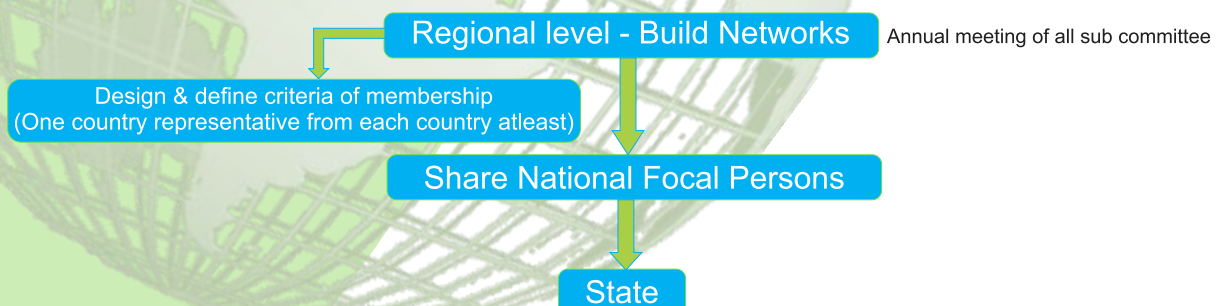 Regional level - Build Networks
Annual meeting of all sub committee
Design & define criteria of membership
(One country representative from each country atleast)
Share National Focal Persons
State